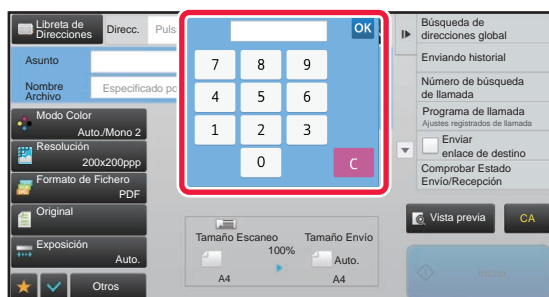 Libreta de
Direcciones
Direcc.
Puls
OK
Asunto
Nombre
Archivo
Especificado po
7 8 9
4 5 6
1 2 3
0 C
Modo Color
Auto./Mono 2
Resolución
200x200ppp
Formato de Fichero
PDF
Original
Exposición
Auto.
Otros
Tamaño Escaneo
100%
Tamaño Envío
A4
Auto.
A4
Búsqueda de
direcciones global
Enviando historial
Número de búsqueda
de llamada
Programa de llamada
Ajustes registrados de llamada
Enviar
enlace de destino
Comprobar Estado
Envío/Recepción
Vista previa
CA
Iniciar